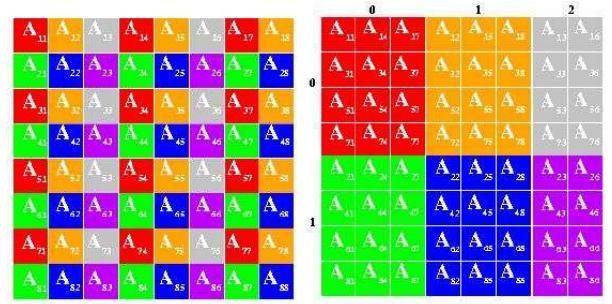 0 1 2
A11 A12 A13 A14 A15 A16 A17 A18 A11 A14 A17 A12 A15 A18 A13 A16
A21 A22 A23 A24 A25 A26 A27 A28 A31 A34 A37 A32 A35 A38 A33 A36
0
A31 A32 A33 A34 A35 A36 A37 A38 A51 A54 A57 A52 A55 A58 A53 A56
A41 A42 A43 A44 A45 A46 A47 A48 A71 A74 A77 A72 A75 A78 A73 A76
A51 A52 A53 A54 A55 A56 A57 A58 A21 A24 A27 A22 A25 A28 A23 A26
A61 A62 A63 A64 A65 A66 A67 A68 A41 A44 A47 A42 A45 A48 A43 A46
1
A71 A72 A73 A74 A75 A76 A77 A78 A61 A64 A67 A62 A65 A68 A63 A66
A81 A82 A83 A84 A85 A86 A87 A88 A81 A84 A87 A82 A85 A88 A83 A86